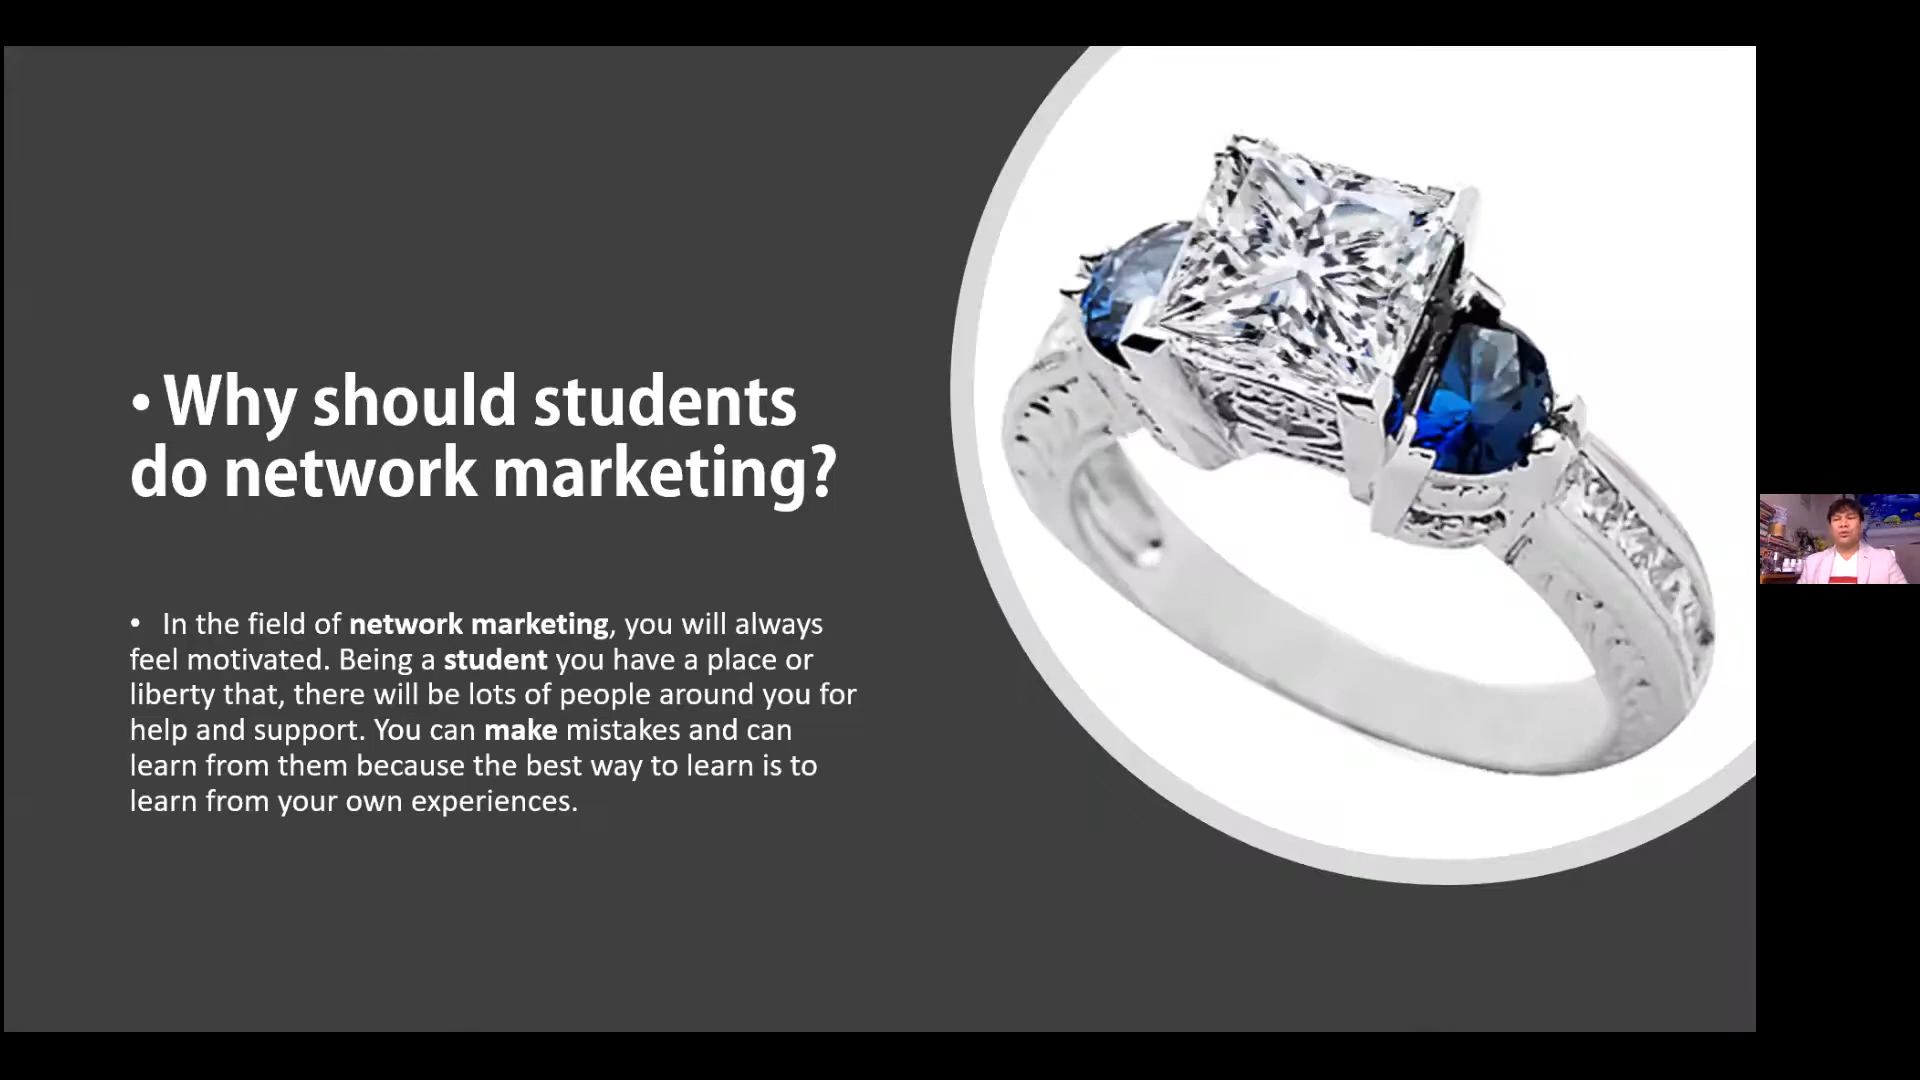 • Why should students
do network marketing?
• In the field of network marketing, you will always
feel motivated. Being a student you have a place or
liberty that, there will be lots of people around you for
help and support. You can make mistakes and can
learn from them because the best way to learn is to
learn from your own experiences.